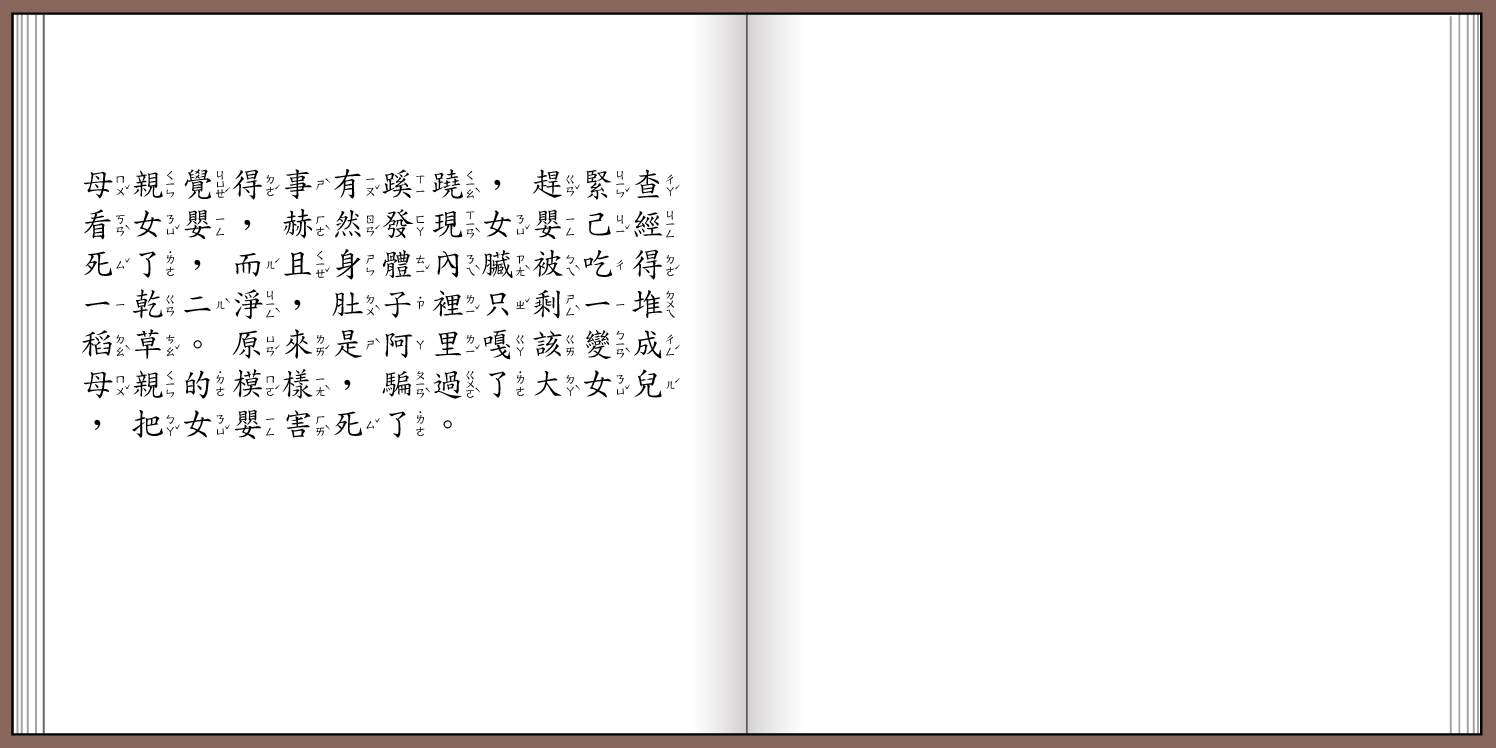 母親覺得事有蹊蹺，趕緊查
看女嬰，赫然發現女嬰己經
死了，而且身體內臟被吃得
一乾二淨，肚子裡只剩一堆
稻草。原來是阿里嘎該變成
母親的模樣，騙過了大女兒
，把女嬰害死了。